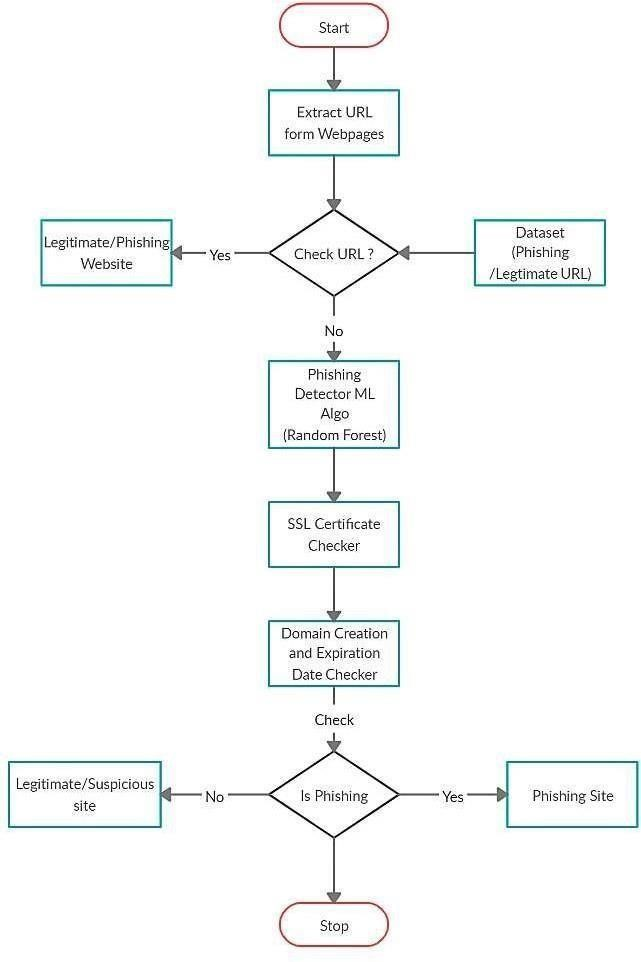 Start
Extract URL
form Webpages
Legitimate/Phishing
Website
Yes
Check URL ?
Dataset
(Phishing
/Legtimate URL)
No
Phishing
Detector ML
Algo
(Random Forest)
SSL Certificate
Checker
Domain Creation
and Expiration
Date Checker
Check
Legitimate/Suspicious
site
No
Is Phishing
Yes
Phishing Site
Stop